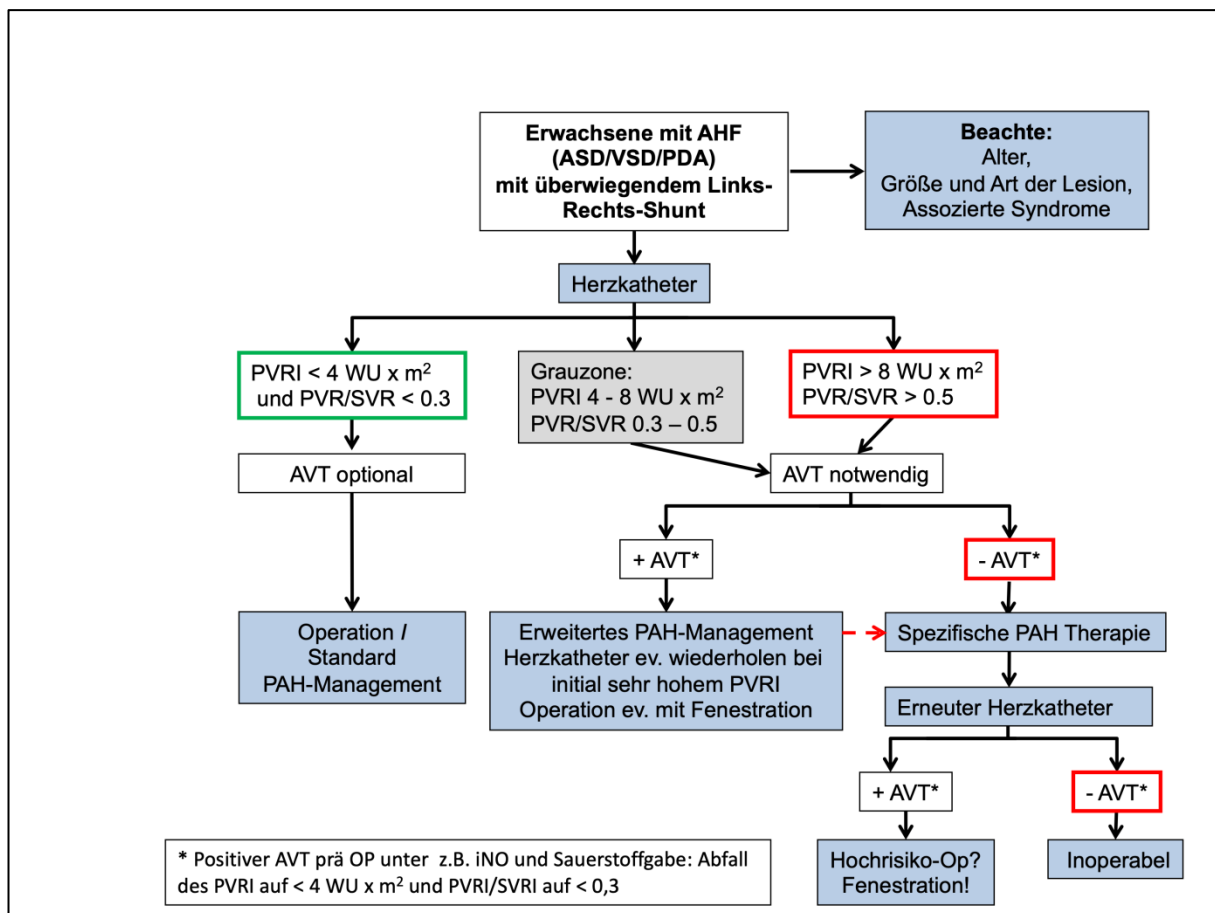 Erwachsene mit AHF
(ASD/VSD/PDA)
mit überwiegendem Links-
Rechts-Shunt
Beachte:
Alter,
Größe und Art der Lesion,
Assozierte Syndrome
Herzkatheter
PVRI < 4 WU x m²
und PVR/SVR < 0.3
Grauzone:
PVRI 4 - 8 WU x m²
PVR/SVR 0.3 – 0.5
PVRI > 8 WU x m²
PVR/SVR > 0.5
AVT optional
AVT notwendig
+ AVT*
- AVT*
Operation /
Standard
PAH-Management
Erweitertes PAH-Management
Herzkatheter ev. wiederholen bei
initial sehr hohem PVRI
Operation ev. mit Fenestration
Spezifische PAH Therapie
Erneuter Herzkatheter
+ AVT*
- AVT*
Hochrisiko-Op?
Fenestration!
Inoperabel
* Positiver AVT prä OP unter z.B. iNO und Sauerstoffgabe: Abfall
des PVRI auf < 4 WU x m² und PVRI/SVRI auf < 0,3